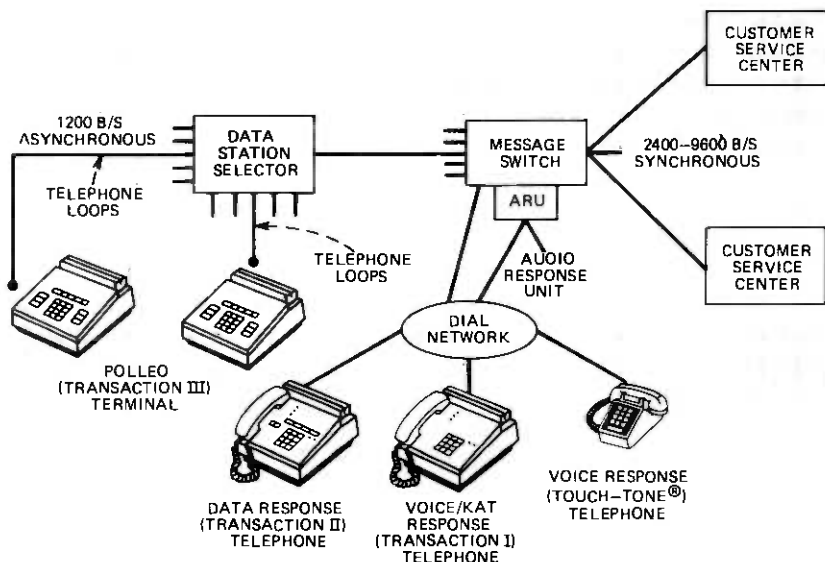 CUSTOMER
SERVICE
CENTER
1200 B/S
ASYNCHRONOUS
DATA
STATION
SELECTOR
MESSAGE
SWITCH
2400–9600 B/S
SYNCHRONOUS
TELEPHONE
LOOPS
ARU
TELEPHONE
LOOPS
AUDIO
RESPONSE
UNIT
CUSTOMER
SERVICE
CENTER
DIAL
NETWORK
POLLEO
(TRANSACTION III)
TERMINAL
DATA RESPONSE
(TRANSACTION II)
TELEPHONE
VOICE/KAT
RESPONSE
(TRANSACTION I)
TELEPHONE
VOICE RESPONSE
(TOUCH–TONE®)
TELEPHONE